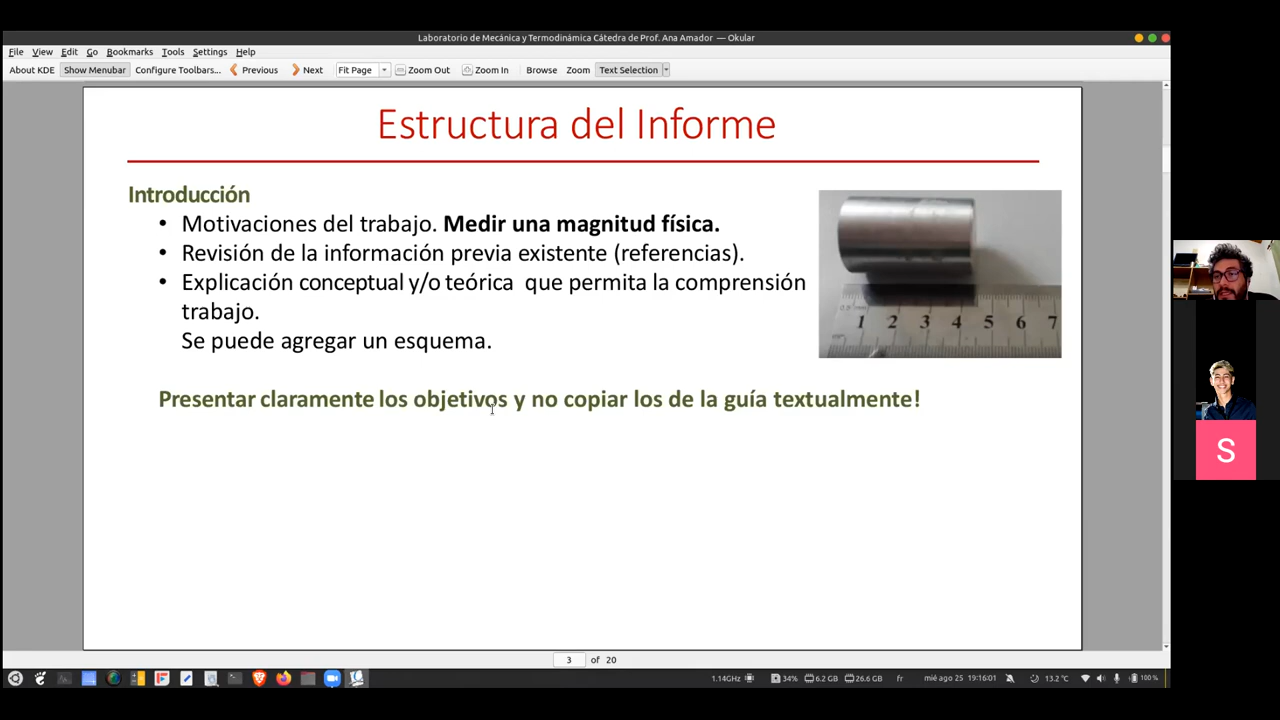 Laboratorio de Mecánica y Termodinámica Cátedra de Prof. Ana Amador — Okular
File View Edit Go Bookmarks Tools Settings Help
About KDE Show Menubar Configure Toolbars... Previous Next Fit Page Zoom Out Zoom In Browse Zoom Text Selection
Estructura del Informe
Introducción
• Motivaciones del trabajo. Medir una magnitud física.
• Revisión de la información previa existente (referencias).
• Explicación conceptual y/o teórica que permita la comprensión
trabajo.
Se puede agregar un esquema.
1 2 3 4 5 6 7
Presentar claramente los objetivos y no copiar los de la guía textualmente!
S
3 of 20
1.14GHz 34% 6.2 GB 26.6 GB fr mié ago 25 19:16:01 13.2 °C 100 %